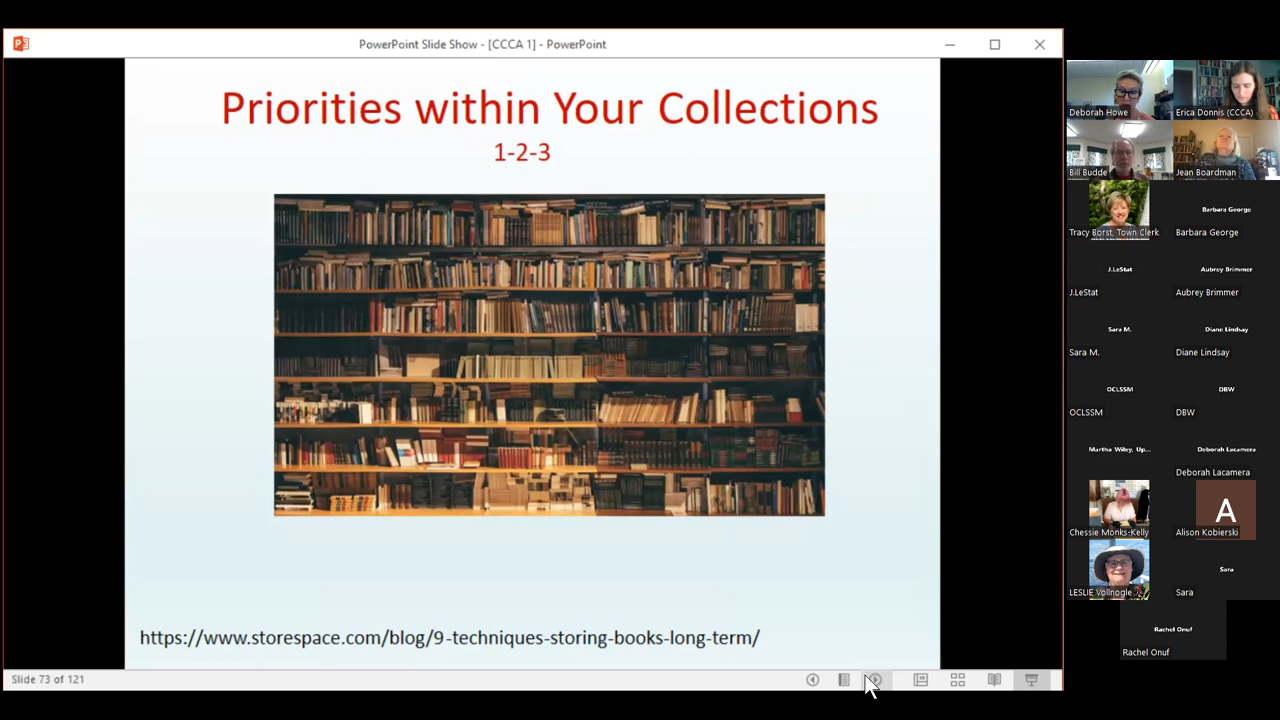 PowerPoint Slide Show - [CCCA 1] - PowerPoint
Priorities within Your Collections
1-2-3
https://www.storespace.com/blog/9-techniques-storing-books-long-term/
Slide 73 of 121
Deborah Howe
Erica Donnis (CCCA)
Bill Budde
Jean Boardman
Tracy Borst, Town Clerk
Barbara George
Barbara George
J.LeStat
Aubrey Brimmer
J.LeStat
Aubrey Brimmer
Sara M.
Diane Lindsay
Sara M.
Diane Lindsay
OCLSSM
DBW
OCLSSM
DBW
Martha Wiley, Up...
Deborah Lacamera
Deborah Lacamera
A
Chessie Monks-Kelly
Alison Kobierski
LESLIE Vollnogle
Sara
Sara
Rachel Onuf
Rachel Onuf